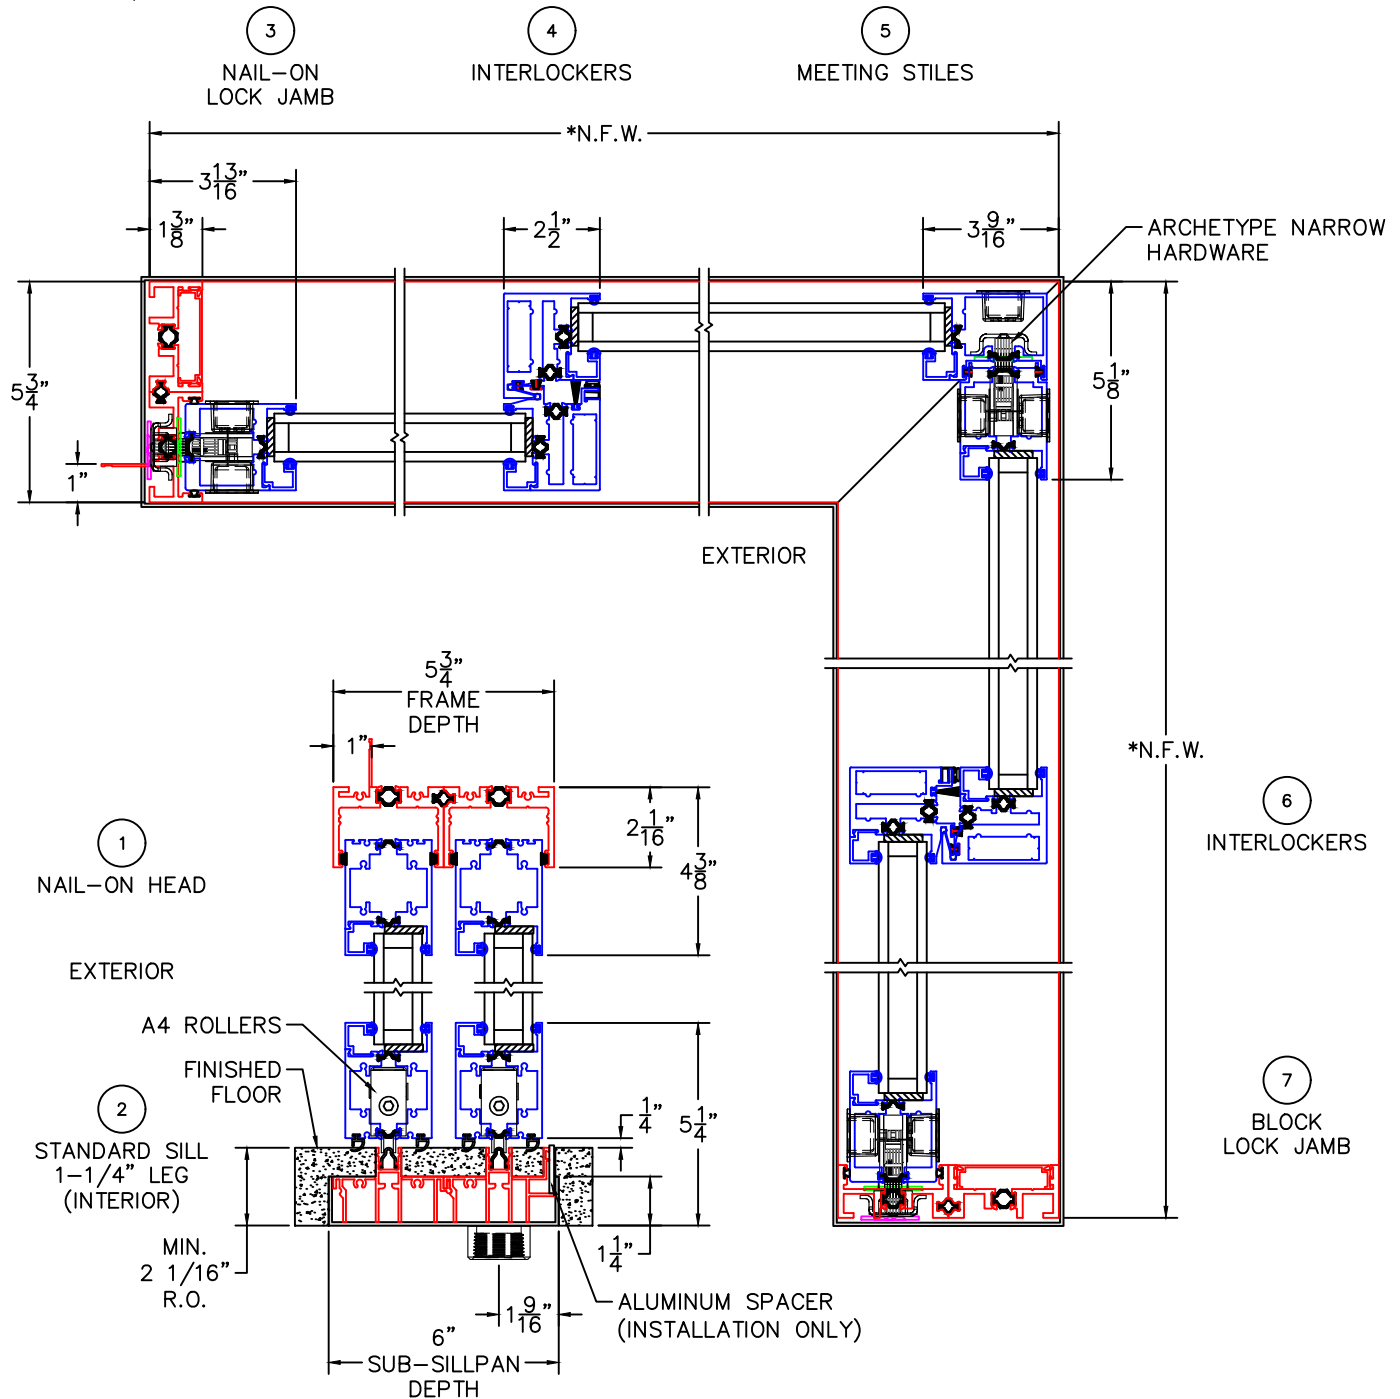 3
NAIL-ON
LOCK JAMB
4
INTERLOCKERS
5
MEETING STILES
*N.F.W.
3 13/16"
1 3/8"
2 1/2"
3 9/16"
ARCHETYPE NARROW
HARDWARE
5 3/4"
1"
5 1/8"
EXTERIOR
*N.F.W.
5 3/4"
FRAME
DEPTH
1"
2 1/16"
4 3/8"
1
NAIL-ON HEAD
EXTERIOR
A4 ROLLERS
FINISHED
FLOOR
2
STANDARD SILL
1-1/4" LEG
(INTERIOR)
MIN.
2 1/16"
R.O.
1/4"
5 1/4"
1 1/4"
1 9/16"
ALUMINUM SPACER
(INSTALLATION ONLY)
6"
SUB-SILLPAN
DEPTH
6
INTERLOCKERS
7
BLOCK
LOCK JAMB